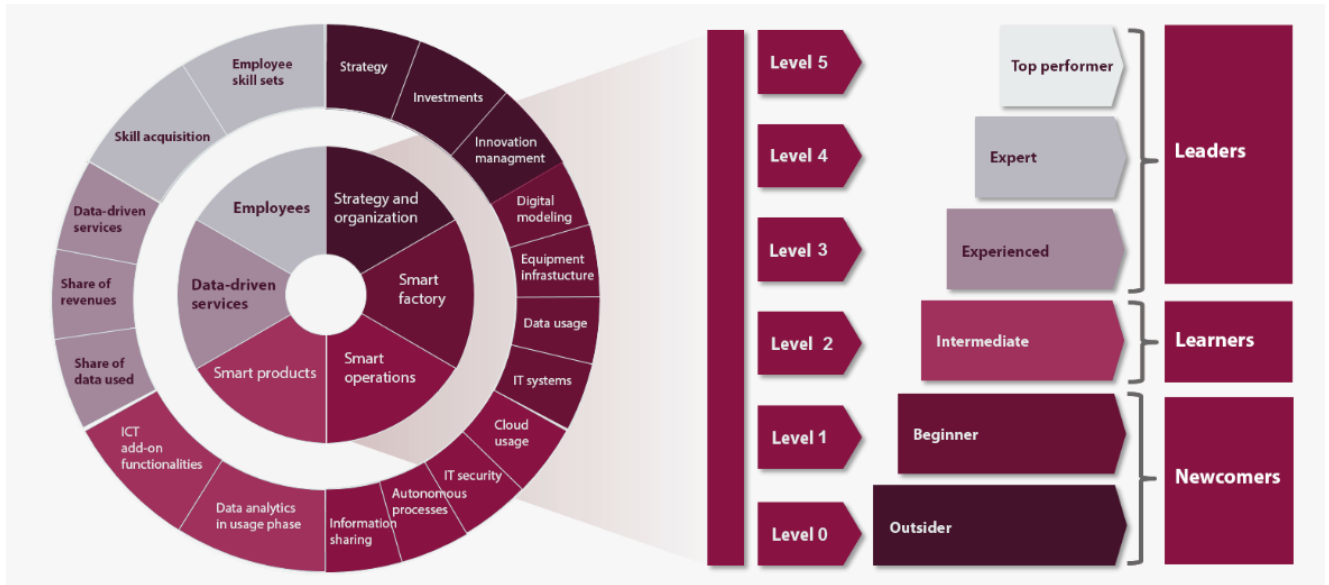 Employee
skill sets
Strategy
Investments
Innovation
managment
Digital
modeling
Equipment
infrastucture
Data usage
IT systems
Cloud
usage
IT security
Autonomous
processes
Information
sharing
Data analytics
in usage phase
ICT
add-on
functionalities
Share of
data used
Share of
revenues
Data-driven
services
Skill acquisition
Employees
Strategy and
organization
Smart
factory
Smart
operations
Smart products
Data-driven
services
Level 5
Top performer
Level 4
Expert
Level 3
Experienced
Leaders
Level 2
Intermediate
Learners
Level 1
Beginner
Level 0
Outsider
Newcomers